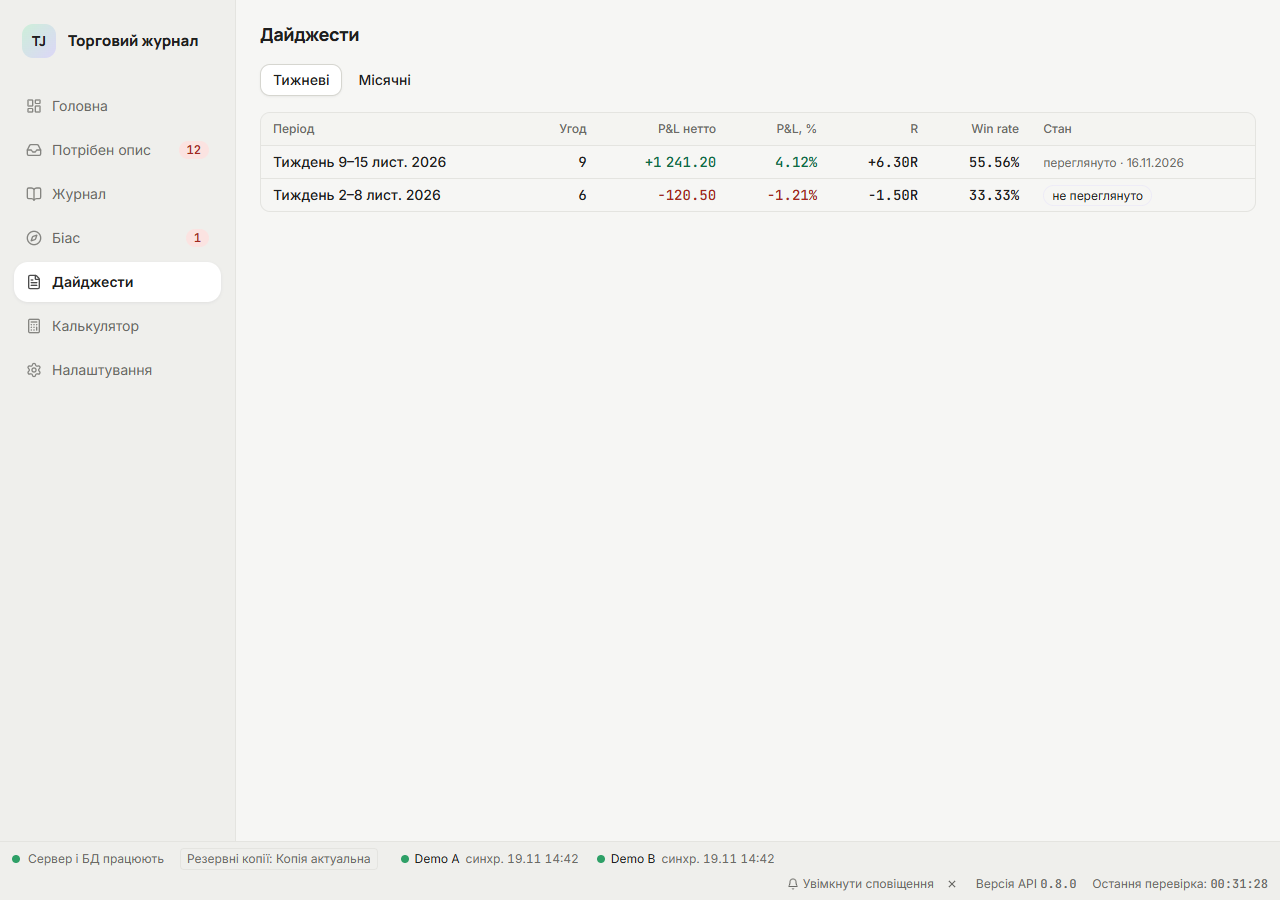 TJ Торговий журнал
Головна
Потрібен опис 12
Журнал
Біас 1
Дайджести
Калькулятор
Налаштування
Дайджести
Тижневі Місячні
Період Угод P&L нетто P&L, % R Win rate Стан
Тиждень 9–15 лист. 2026 9 +1 241.20 4.12% +6.30R 55.56% переглянуто · 16.11.2026
Тиждень 2–8 лист. 2026 6 -120.50 -1.21% -1.50R 33.33% не переглянуто
Сервер і БД працюють Резервні копії: Копія актуальна Demo A синхр. 19.11 14:42 Demo B синхр. 19.11 14:42
Увімкнути сповіщення × Версія API 0.8.0 Остання перевірка: 00:31:28